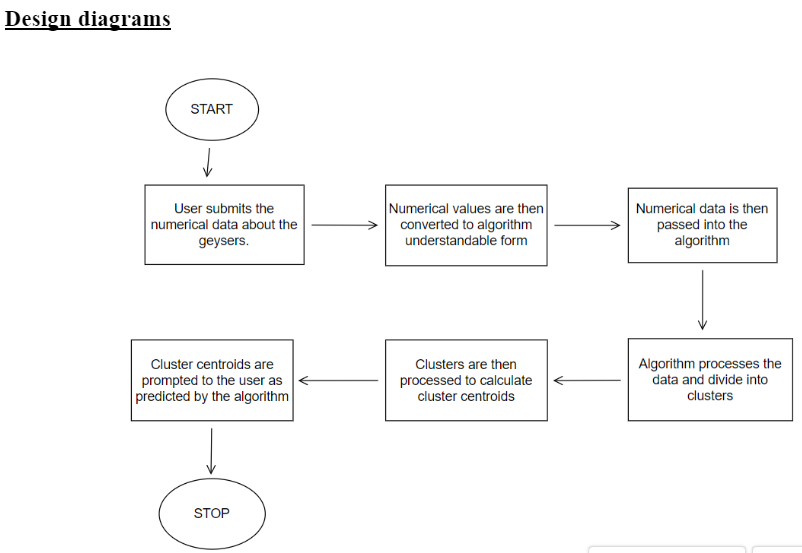 Design diagrams
START
User submits the
numerical data about the
geysers.
Numerical values are then
converted to algorithm
understandable form
Numerical data is then
passed into the
algorithm
Algorithm processes the
data and divide into
clusters
Clusters are then
processed to calculate
cluster centroids
Cluster centroids are
prompted to the user as
predicted by the algorithm
STOP